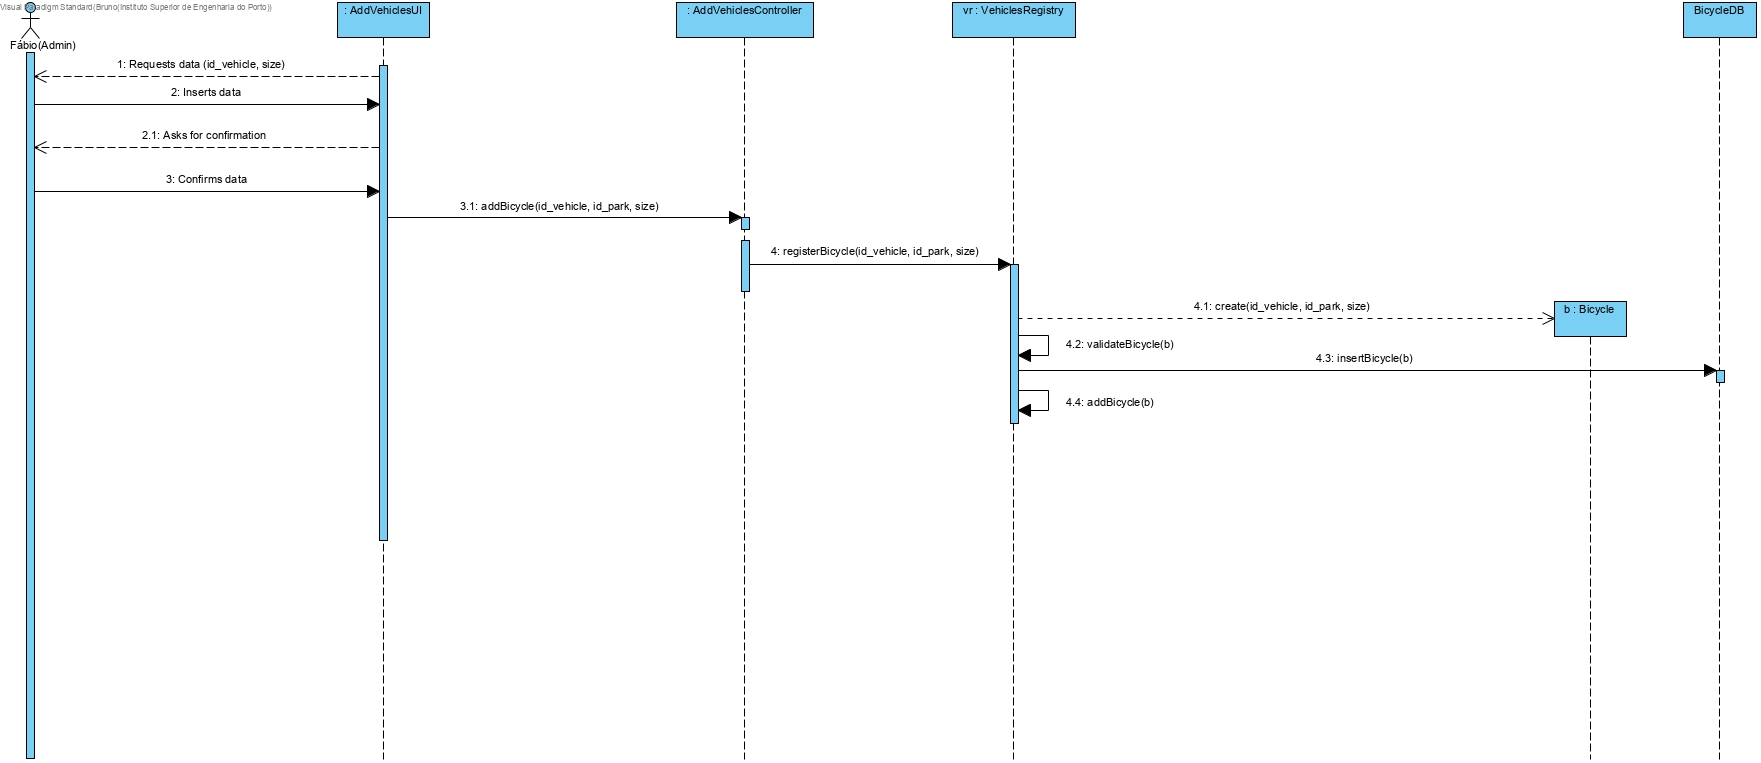 Visual Paradigm Standard(Bruno(Instituto Superior de Engenharia do Porto))
: AddVehiclesUI
: AddVehiclesController
vr : VehiclesRegistry
BicycleDB
Fábio(Admin)
1: Requests data (id_vehicle, size)
2: Inserts data
2.1: Asks for confirmation
3: Confirms data
3.1: addBicycle(id_vehicle, id_park, size)
4: registerBicycle(id_vehicle, id_park, size)
4.1: create(id_vehicle, id_park, size)
b : Bicycle
4.2: validateBicycle(b)
4.3: insertBicycle(b)
4.4: addBicycle(b)